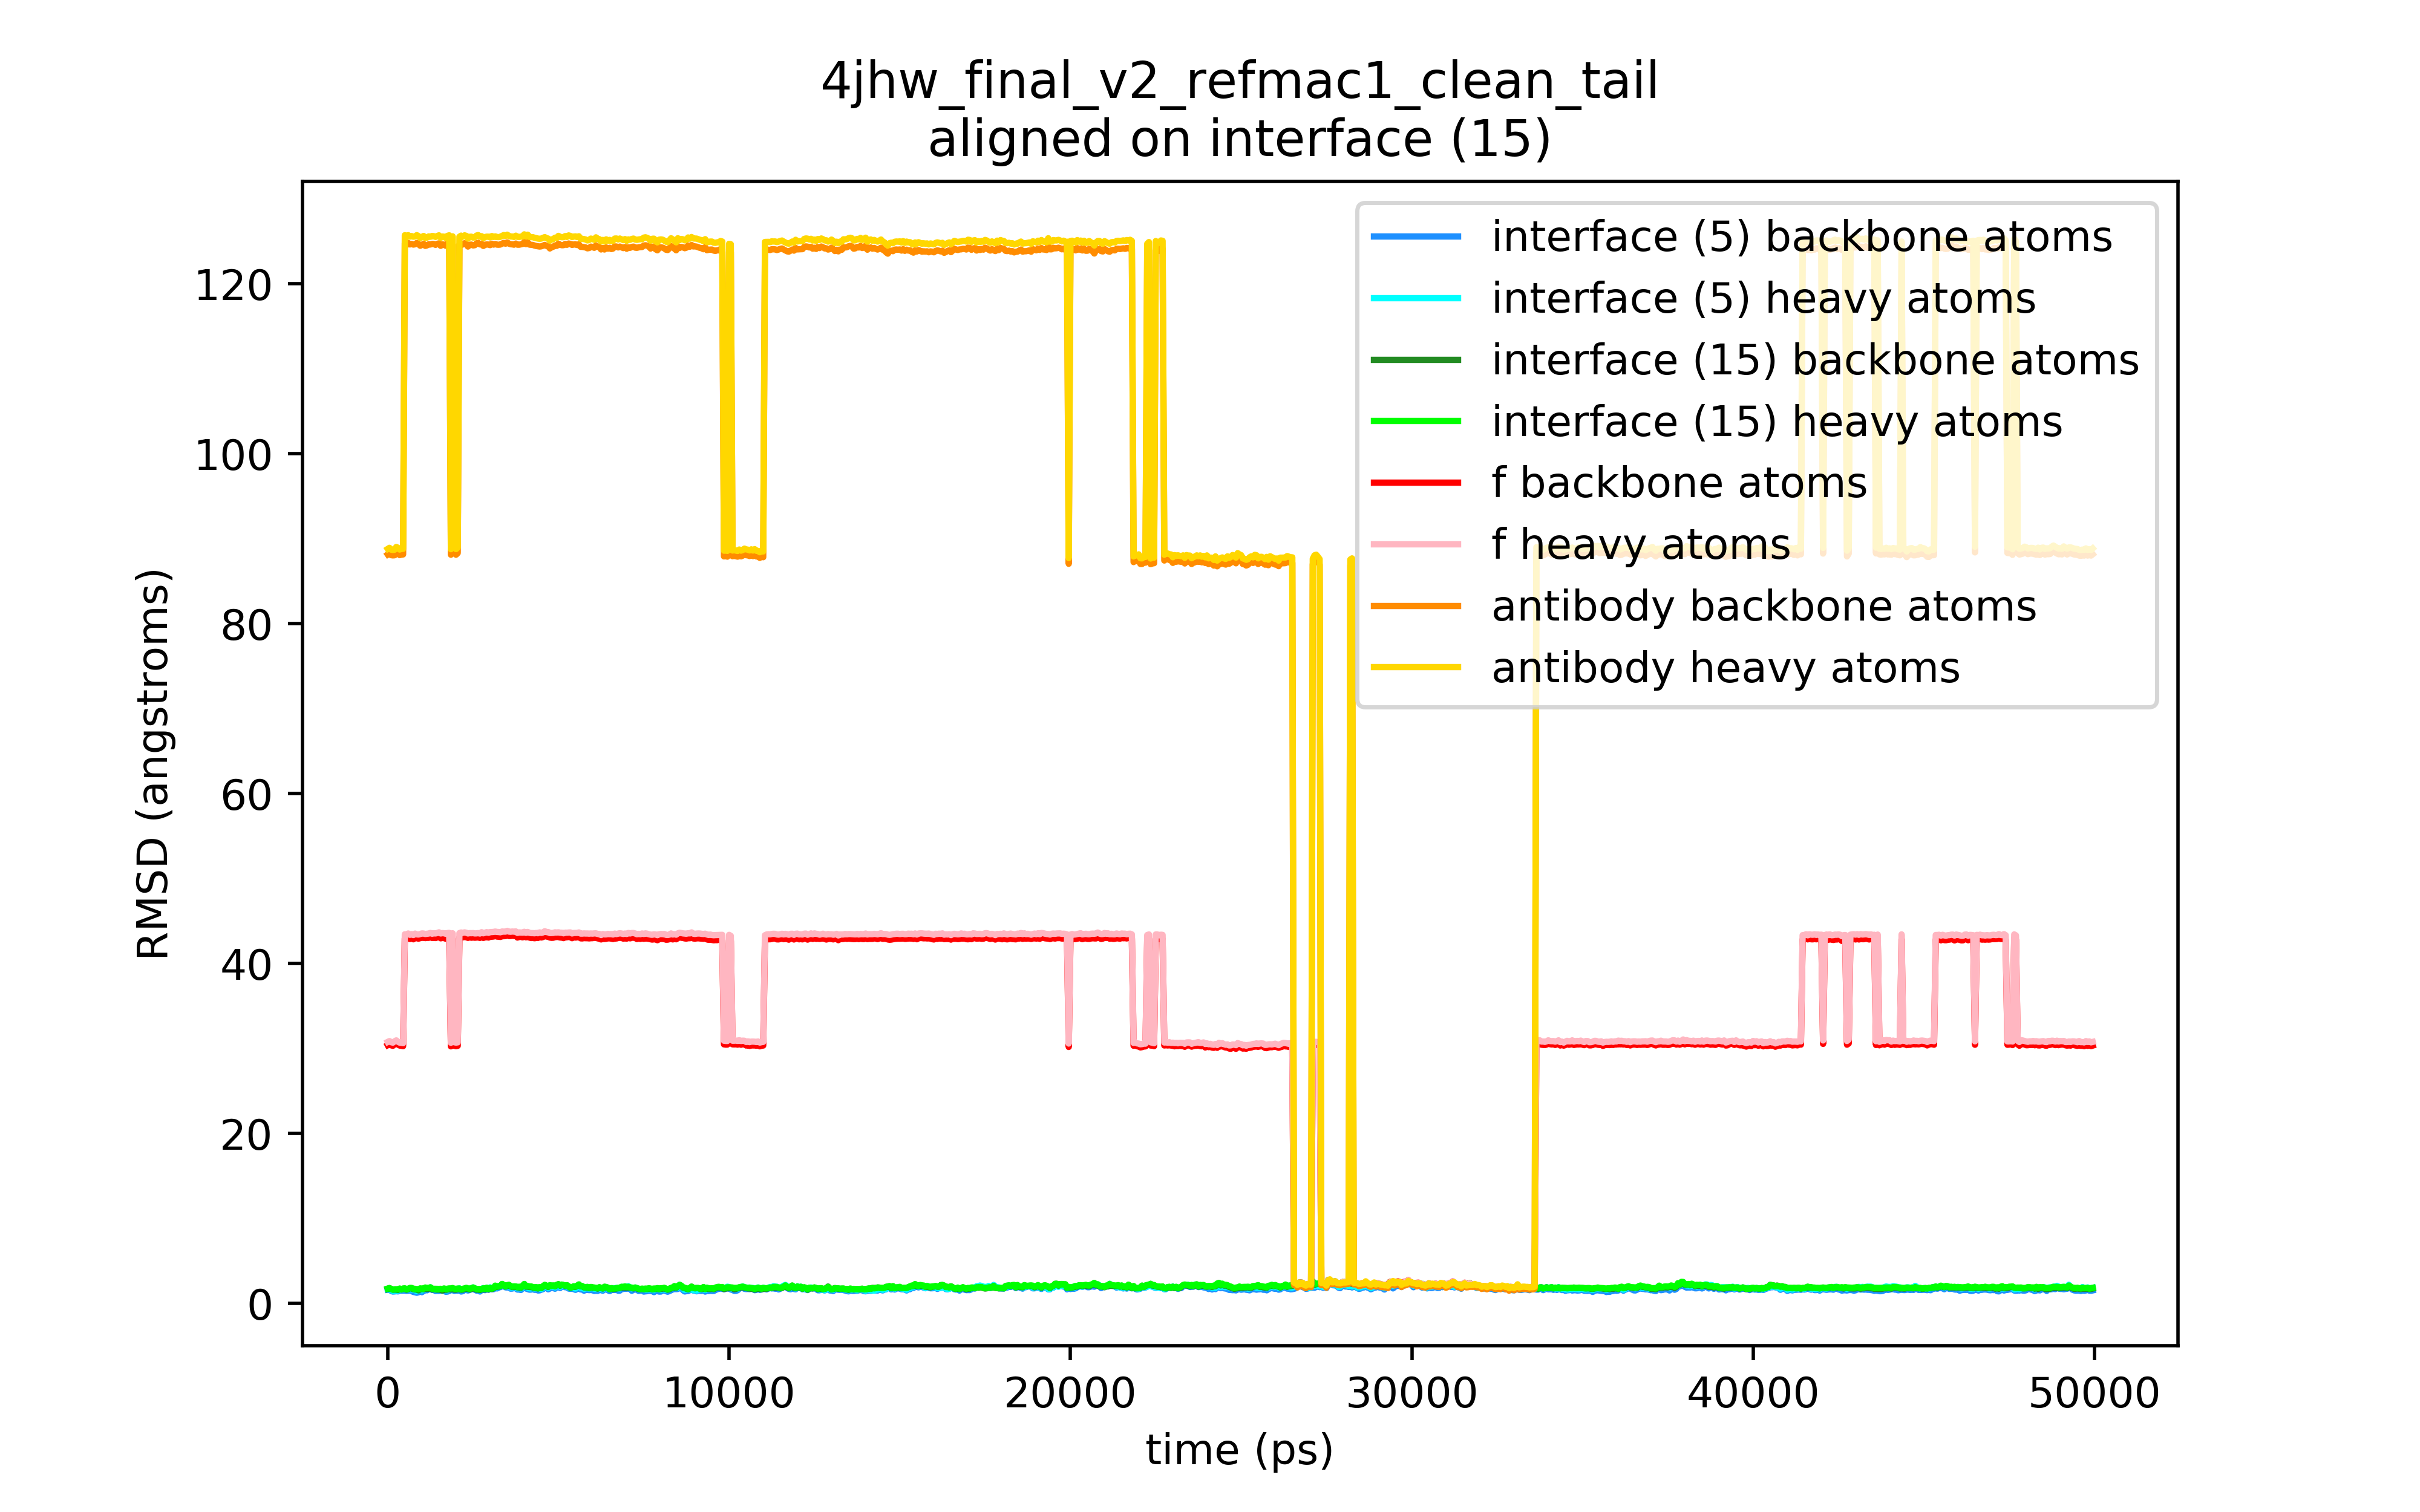 4jhw_final_v2_refmac1_clean_tail
aligned on interface (15)
interface (5) backbone atoms
interface (5) heavy atoms
interface (15) backbone atoms
interface (15) heavy atoms
f backbone atoms
f heavy atoms
antibody backbone atoms
antibody heavy atoms
RMSD (angstroms)
120
100
80
60
40
20
0
0 10000 20000 30000 40000 50000
time (ps)